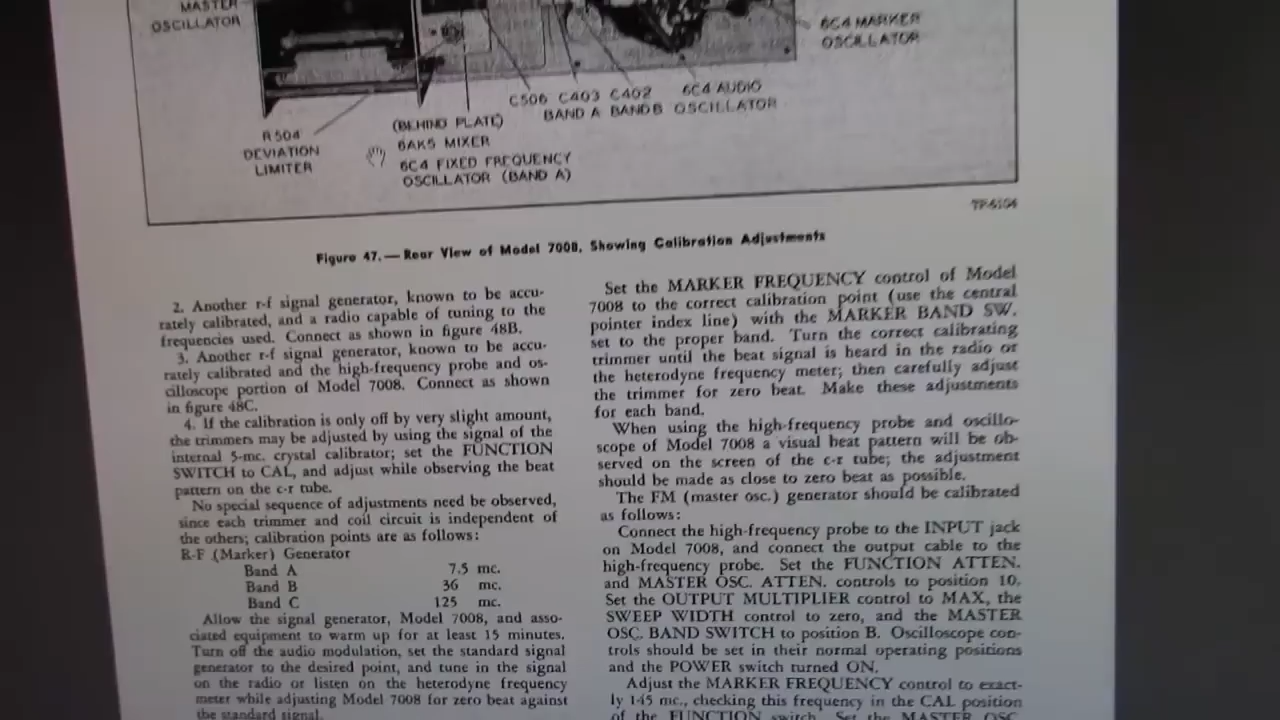 MASTER
OSCILLATOR
6C4 MARKER
OSCILLATOR
C506 C403 C402 6C4 AUDIO
BAND A BAND B OSCILLATOR
R504
DEVIATION
LIMITER
(BEHIND PLATE)
6AK5 MIXER
6C4 FIXED FREQUENCY
OSCILLATOR (BAND A)
TP-6104
Figure 47.—Rear View of Model 7008, Showing Calibration Adjustments
2. Another r-f signal generator, known to be accu-
rately calibrated, and a radio capable of tuning to the
frequencies used. Connect as shown in figure 48B.
3. Another r-f signal generator, known to be accu-
rately calibrated and the high-frequency probe and os-
cilloscope portion of Model 7008. Connect as shown
in figure 48C.
4. If the calibration is only off by very slight amount,
the trimmers may be adjusted by using the signal of the
internal 5-mc. crystal calibrator; set the FUNCTION
SWITCH to CAL, and adjust while observing the beat
pattern on the c-r tube.
No special sequence of adjustments need be observed,
since each trimmer and coil circuit is independent of
the others; calibration points are as follows:
R-F (Marker) Generator
Band A 7.5 mc.
Band B 36 mc.
Band C 125 mc.
Allow the signal generator, Model 7008, and asso-
ciated equipment to warm up for at least 15 minutes.
Turn off the audio modulation, set the standard signal
generator to the desired point, and tune in the signal
on the radio or listen on the heterodyne frequency
meter while adjusting Model 7008 for zero beat against
the standard signal.
Set the MARKER FREQUENCY control of Model
7008 to the correct calibration point (use the central
pointer index line) with the MARKER BAND SW.
set to the proper band. Turn the correct calibrating
trimmer until the beat signal is heard in the radio or
the heterodyne frequency meter; then carefully adjust
the trimmer for zero beat. Make these adjustments
for each band.
When using the high-frequency probe and oscillo-
scope of Model 7008 a visual beat pattern will be ob-
served on the screen of the c-r tube; the adjustment
should be made as close to zero beat as possible.
The FM (master osc.) generator should be calibrated
as follows:
Connect the high-frequency probe to the INPUT jack
on Model 7008, and connect the output cable to the
high-frequency probe. Set the FUNCTION ATTEN.
and MASTER OSC. ATTEN. controls to position 10.
Set the OUTPUT MULTIPLIER control to MAX, the
SWEEP WIDTH control to zero, and the MASTER
OSC. BAND SWITCH to position B. Oscilloscope con-
trols should be set in their normal operating positions
and the POWER switch turned ON.
Adjust the MARKER FREQUENCY control to exact-
ly 145 mc., checking this frequency in the CAL position
of the FUNCTION switch. Set the MASTER OSC.